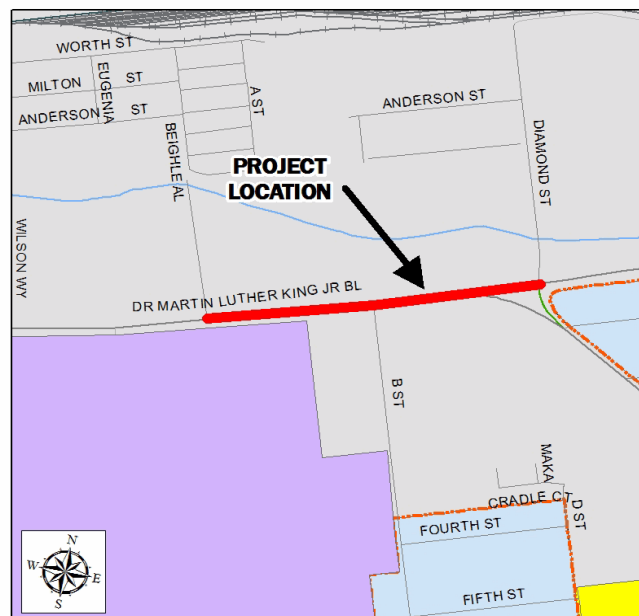 WORTH ST
MILTON ST
EUGENIA
ANDERSON ST
BEIGHLE AL
A ST
ANDERSON ST
DIAMOND ST
PROJECT
LOCATION
WILSON WY
DR MARTIN LUTHER KING JR BL
B ST
MAKA
CRADLE CT
D ST
FOURTH ST
FIFTH ST
N
W E
S